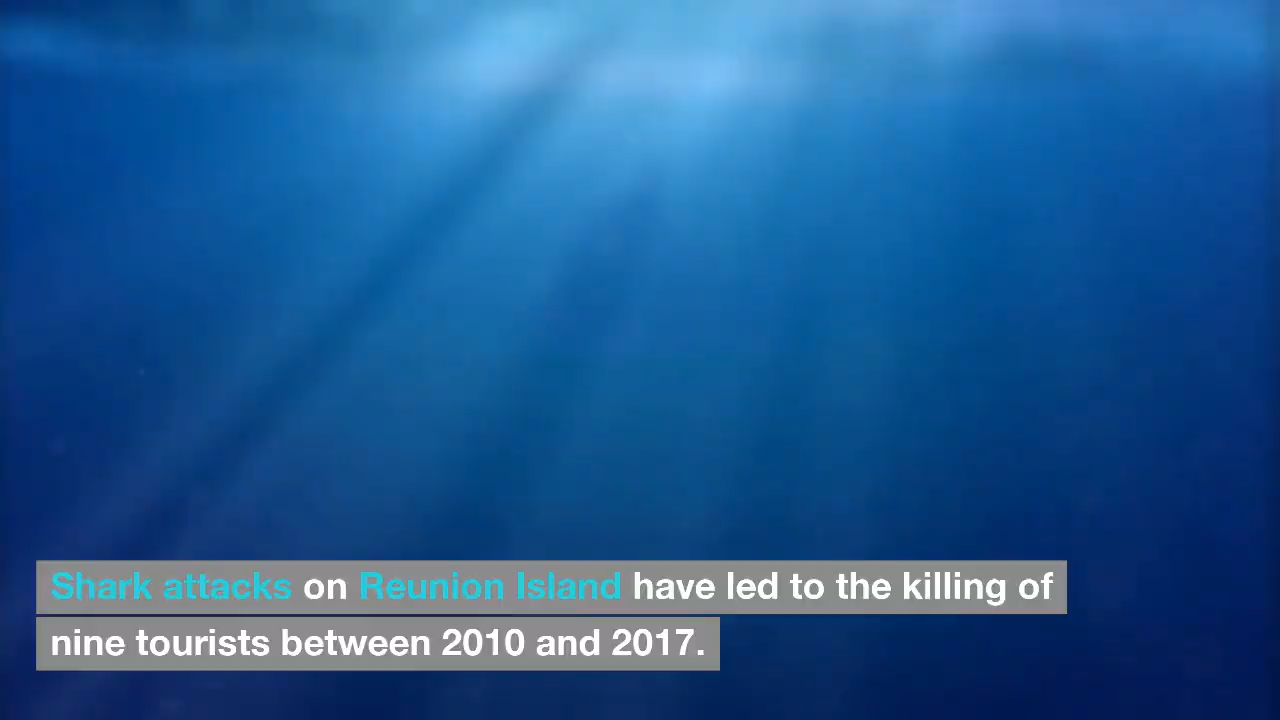 Shark attacks on Reunion Island have led to the killing of
nine tourists between 2010 and 2017.